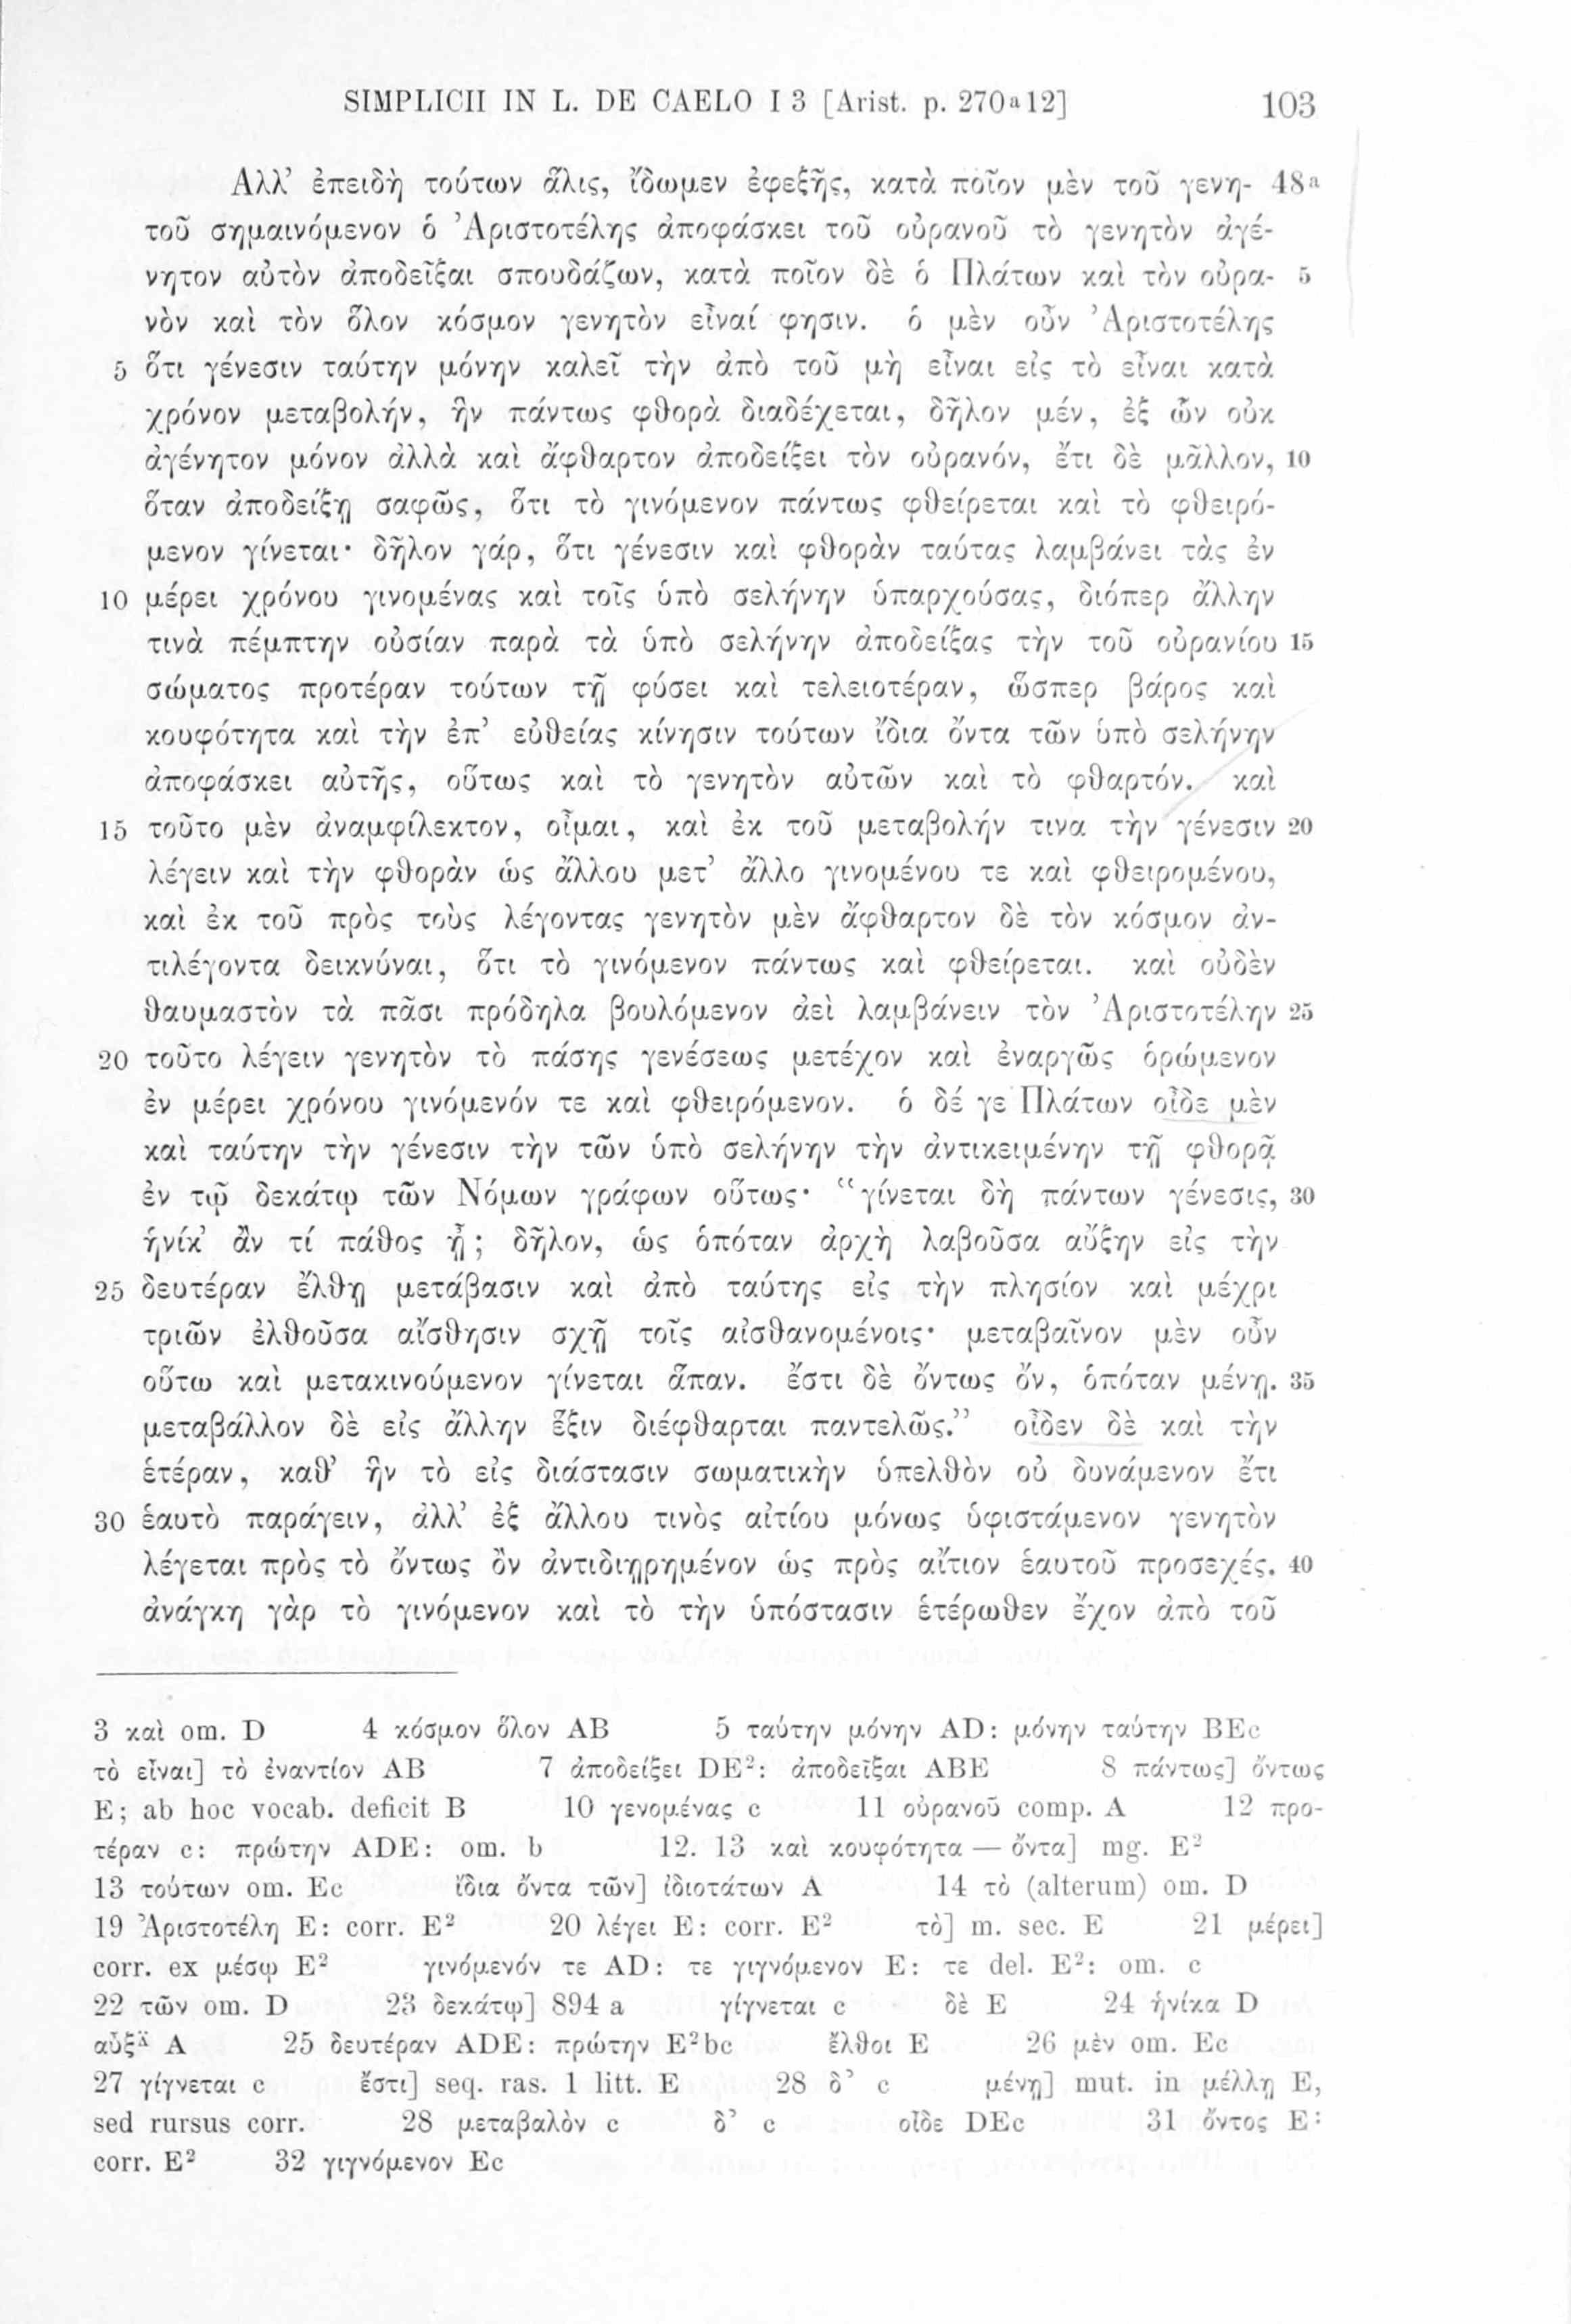 SIMPLICII IN L. DE CAELO I 3 [Arist. p. 270ª12] 103
Ἀλλ’ ἐπειδὴ τούτων ἅλις, ἴδωμεν ἐφεξῆς, κατὰ ποῖον μὲν τοῦ γενη- 48ª
τοῦ σημαινόμενον ὁ Ἀριστοτέλης ἀποφάσκει τοῦ οὐρανοῦ τὸ γενητὸν ἀγέ-
νητον αὐτὸν ἀποδεῖξαι σπουδάζων, κατὰ ποῖον δὲ ὁ Πλάτων καὶ τὸν οὐρα- 5
νὸν καὶ τὸν ὅλον κόσμον γενητὸν εἶναί φησιν. ὁ μὲν οὖν Ἀριστοτέλης
5 ὅτι γένεσιν ταύτην μόνην καλεῖ τὴν ἀπὸ τοῦ μὴ εἶναι εἰς τὸ εἶναι κατὰ
χρόνον μεταβολήν, ἣν πάντως φθορὰ διαδέχεται, δῆλον μέν, ἐξ ὧν οὐκ
ἀγένητον μόνον ἀλλὰ καὶ ἄφθαρτον ἀποδείξει τὸν οὐρανόν, ἔτι δὲ μᾶλλον, 10
ὅταν ἀποδείξῃ σαφῶς, ὅτι τὸ γινόμενον πάντως φθείρεται καὶ τὸ φθειρό-
μενον γίνεται· δῆλον γάρ, ὅτι γένεσιν καὶ φθορὰν ταύτας λαμβάνει τὰς ἐν
10 μέρει χρόνου γινομένας καὶ τοῖς ὑπὸ σελήνην ὑπαρχούσας, διόπερ ἄλλην
τινὰ πέμπτην οὐσίαν παρὰ τὰ ὑπὸ σελήνην ἀποδείξας τὴν τοῦ οὐρανίου 15
σώματος προτέραν τούτων τῇ φύσει καὶ τελειοτέραν, ὥσπερ βάρος καὶ
κουφότητα καὶ τὴν ἐπ’ εὐθείας κίνησιν τούτων ἴδια ὄντα τῶν ὑπὸ σελήνην
ἀποφάσκει αὐτῆς, οὕτως καὶ τὸ γενητὸν αὐτῶν καὶ τὸ φθαρτόν. καὶ
15 τοῦτο μὲν ἀναμφίλεκτον, οἶμαι, καὶ ἐκ τοῦ μεταβολήν τινα τὴν γένεσιν 20
λέγειν καὶ τὴν φθορὰν ὡς ἄλλου μετ’ ἄλλο γινομένου τε καὶ φθειρομένου,
καὶ ἐκ τοῦ πρὸς τοὺς λέγοντας γενητὸν μὲν ἄφθαρτον δὲ τὸν κόσμον ἀν-
τιλέγοντα δεικνύναι, ὅτι τὸ γινόμενον πάντως καὶ φθείρεται. καὶ οὐδὲν
θαυμαστὸν τὰ πᾶσι πρόδηλα βουλόμενον ἀεὶ λαμβάνειν τὸν Ἀριστοτέλην 25
20 τοῦτο λέγειν γενητὸν τὸ πάσης γενέσεως μετέχον καὶ ἐναργῶς ὁρώμενον
ἐν μέρει χρόνου γινόμενόν τε καὶ φθειρόμενον. ὁ δέ γε Πλάτων οἶδε μὲν
καὶ ταύτην τὴν γένεσιν τὴν τῶν ὑπὸ σελήνην τὴν ἀντικειμένην τῇ φθορᾷ
ἐν τῷ δεκάτῳ τῶν Νόμων γράφων οὕτως· “γίνεται δὴ πάντων γένεσις, 30
ἡνίκ’ ἂν τί πάθος ᾖ; δῆλον, ὡς ὁπόταν ἀρχὴ λαβοῦσα αὔξην εἰς τὴν
25 δευτέραν ἔλθῃ μετάβασιν καὶ ἀπὸ ταύτης εἰς τὴν πλησίον καὶ μέχρι
τριῶν ἐλθοῦσα αἴσθησιν σχῇ τοῖς αἰσθανομένοις· μεταβαῖνον μὲν οὖν
οὕτω καὶ μετακινούμενον γίνεται ἅπαν. ἔστι δὲ ὄντως ὄν, ὁπόταν μένῃ. 35
μεταβάλλον δὲ εἰς ἄλλην ἕξιν διέφθαρται παντελῶς.” οἶδεν δὲ καὶ τὴν
ἑτέραν, καθ’ ἣν τὸ εἰς διάστασιν σωματικὴν ὑπελθὸν οὐ δυνάμενον ἔτι
30 ἑαυτὸ παράγειν, ἀλλ’ ἐξ ἄλλου τινὸς αἰτίου μόνως ὑφιστάμενον γενητὸν
λέγεται πρὸς τὸ ὄντως ὂν ἀντιδιῃρημένον ὡς πρὸς αἴτιον ἑαυτοῦ προσεχές. 40
ἀνάγκη γὰρ τὸ γινόμενον καὶ τὸ τὴν ὑπόστασιν ἑτέρωθεν ἔχον ἀπὸ τοῦ
3 καὶ om. D 4 κόσμον ὅλον AB 5 ταύτην μόνην AD: μόνην ταύτην BEc
τὸ εἶναι] τὸ ἐναντίον AB 7 ἀποδείξει DE²: ἀποδεῖξαι ABE 8 πάντως] ὄντως
E; ab hoc vocab. deficit B 10 γενομένας c 11 οὐρανοῦ comp. A 12 προ-
τέραν c: πρώτην ADE: om. b 12. 13 καὶ κουφότητα — ὄντα] mg. E²
13 τούτων om. Ec ἴδια ὄντα τῶν] ἰδιοτάτων A 14 τὸ (alterum) om. D
19 Ἀριστοτέλη E: corr. E² 20 λέγει E: corr. E² τὸ] m. sec. E 21 μέρει]
corr. ex μέσῳ E² γινόμενόν τε AD: τε γιγνόμενον E: τε del. E²: om. c
22 τῶν om. D 23 δεκάτῳ] 894 a γίγνεται c δὲ E 24 ἡνίκα D
A 25 δευτέραν ADE: πρώτην E²bc ἔλθοι E 26 μὲν om. Ec
27 γίγνεται c ἔστι] seq. ras. 1 litt. E 28 δ’ c μένῃ] mut. in μέλλῃ E,
sed rursus corr. 28 μεταβαλὸν c δ’ c οἶδε DEc 31 ὄντος E:
corr. E² 32 γιγνόμενον Ec